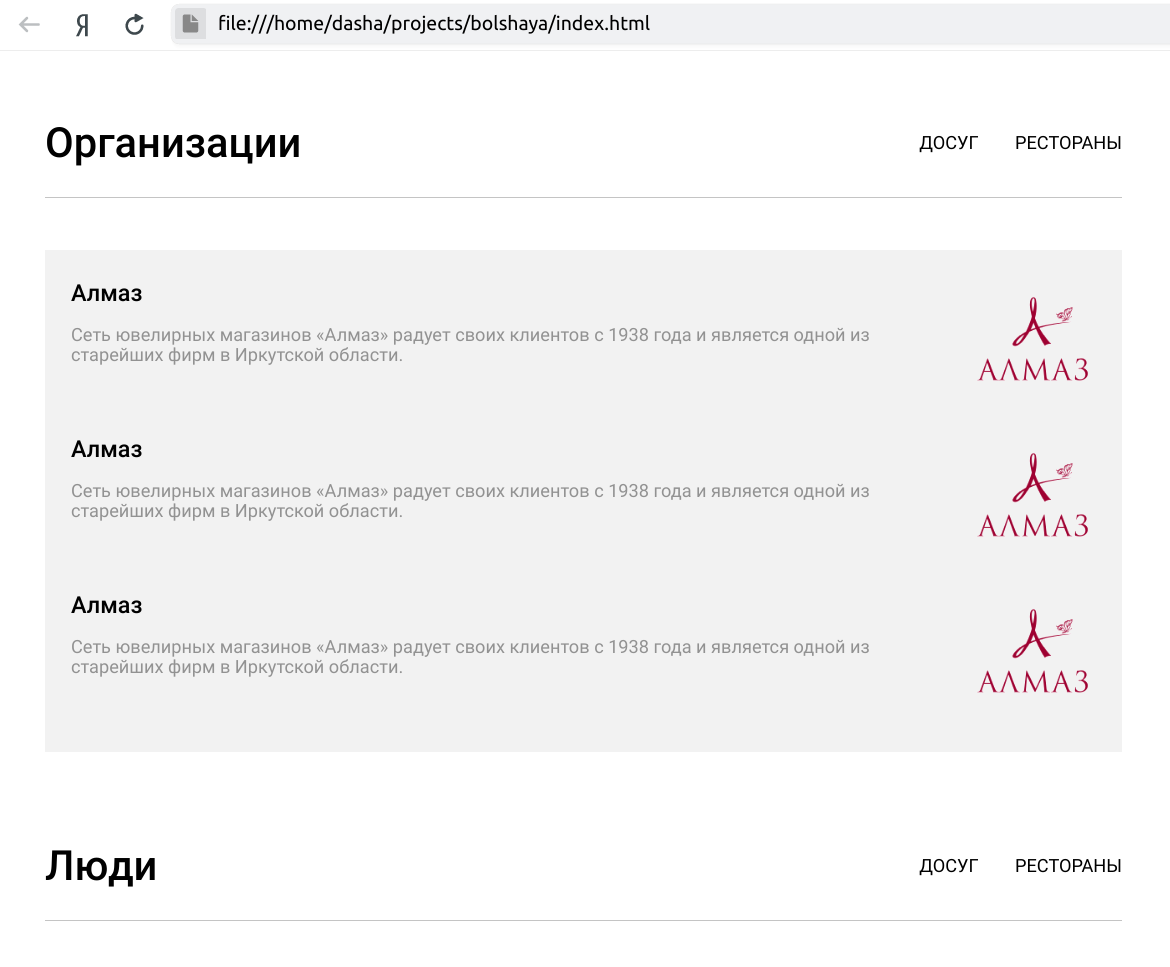 Я file:///home/dasha/projects/bolshaya/index.html
Организации ДОСУГ РЕСТОРАНЫ
Алмаз
Сеть ювелирных магазинов «Алмаз» радует своих клиентов с 1938 года и является одной из
старейших фирм в Иркутской области.
АЛМАЗ
Алмаз
Сеть ювелирных магазинов «Алмаз» радует своих клиентов с 1938 года и является одной из
старейших фирм в Иркутской области.
АЛМАЗ
Алмаз
Сеть ювелирных магазинов «Алмаз» радует своих клиентов с 1938 года и является одной из
старейших фирм в Иркутской области.
АЛМАЗ
Люди ДОСУГ РЕСТОРАНЫ